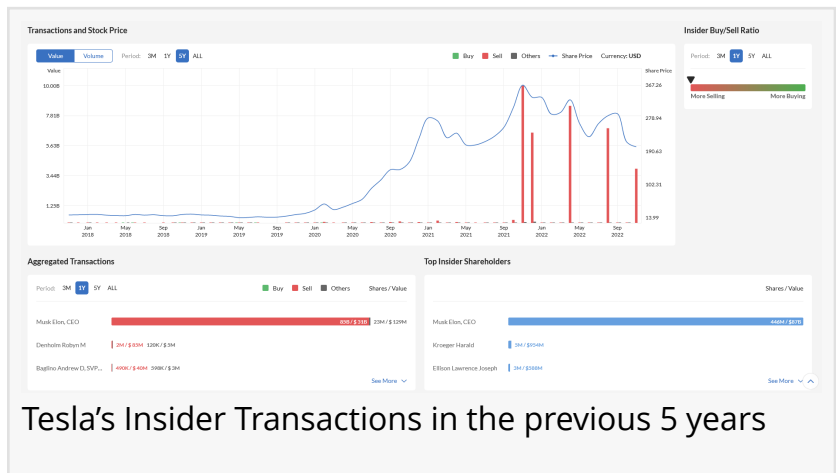 Transactions and Stock Price
Insider Buy/Sell Ratio
Value Volume Period: 3M 1Y 5Y ALL Buy Sell Others Share Price Currency: USD
Period: 3M 1Y 5Y ALL
Value Share Price
10.00B 367.26
More Selling More Buying
7.81B 278.94
5.63B 190.63
3.44B 102.31
1.25B 13.99
Jan May Sep Jan May Sep Jan May Sep Jan May Sep Jan May Sep
2018 2018 2018 2019 2019 2019 2020 2020 2020 2021 2021 2021 2022 2022 2022
Aggregated Transactions
Top Insider Shareholders
Period: 3M 1Y 5Y ALL Buy Sell Others Shares / Value
Shares / Value
Musk Elon, CEO 85B / $ 31B 23M / $ 129M
Musk Elon, CEO 446M / $87B
Denholm Robyn M 2M / $ 85M 120K / $ 5M
Kroeger Harald 5M / $954M
Baglino Andrew D, SVP... 490K / $ 40M 598K / $ 3M
Ellison Lawrence Joseph 3M / $588M
See More
See More
Tesla’s Insider Transactions in the previous 5 years